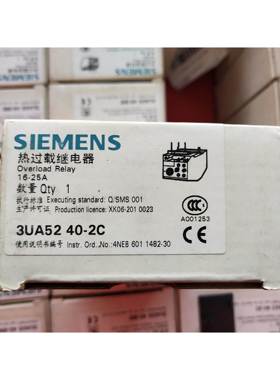 SIEMENS
热过载继电器
Overload Relay
16-25A
数量 Qty 1
执行标准 Executing standard: Q/SMS 001
生产许可证 Production licence: XK06-201 0023
A001253
3UA52 40-2C
使用说明书编号 Instr. Ord.-No.:4NEB 601 1482-30